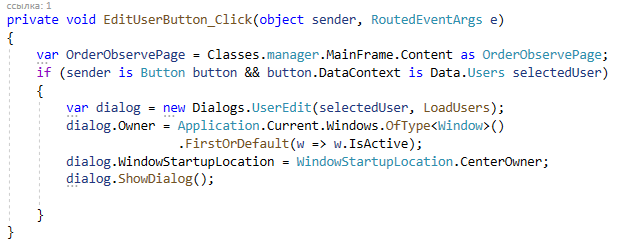 ссылка: 1
private void EditUserButton_Click(object sender, RoutedEventArgs e)
{
var OrderObservePage = Classes.manager.MainFrame.Content as OrderObservePage;
if (sender is Button button && button.DataContext is Data.Users selectedUser)
{
var dialog = new Dialogs.UserEdit(selectedUser, LoadUsers);
dialog.Owner = Application.Current.Windows.OfType<Window>()
.FirstOrDefault(w => w.IsActive);
dialog.WindowStartupLocation = WindowStartupLocation.CenterOwner;
dialog.ShowDialog();
}
}